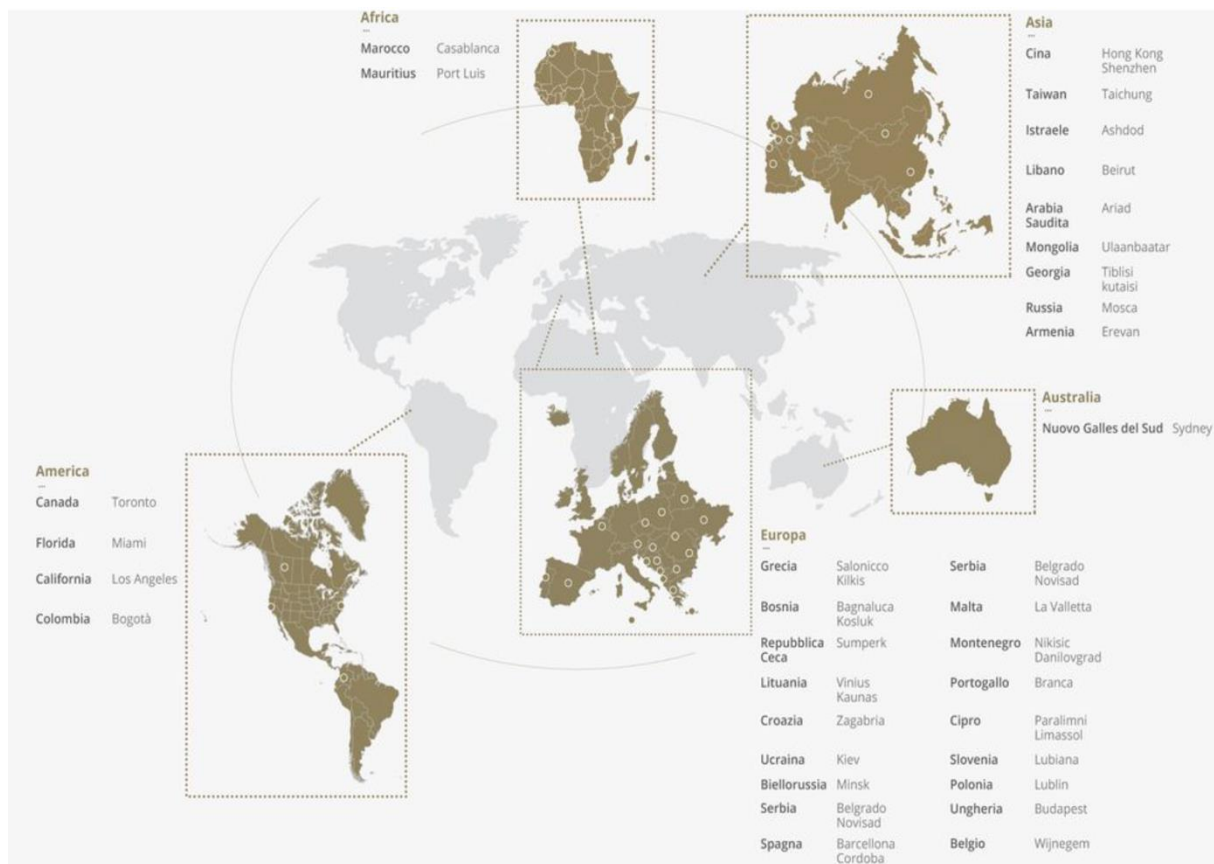 Africa
Marocco Casablanca
Mauritius Port Luis
Asia
Cina Hong Kong
Shenzhen
Taiwan Taichung
Istraele Ashdod
Libano Beirut
Arabia Ariad
Saudita
Mongolia Ulaanbaatar
Georgia Tiblisi
kutaisi
Russia Mosca
Armenia Erevan
Australia
Nuovo Galles del Sud Sydney
America
Canada Toronto
Florida Miami
California Los Angeles
Colombia Bogotà
Europa
Grecia Salonicco Serbia Belgrado
Kilkis Novisad
Bosnia Bagnaluca Malta La Valletta
Kosluk
Repubblica Sumperk Montenegro Nikisic
Ceca Danilovgrad
Lituania Vinius Portogallo Branca
Kaunas
Croazia Zagabria Cipro Paralimni
Limassol
Ucraina Kiev Slovenia Lubiana
Biellorussia Minsk Polonia Lublin
Serbia Belgrado Ungheria Budapest
Novisad
Spagna Barcellona Belgio Wijnegem
Cordoba